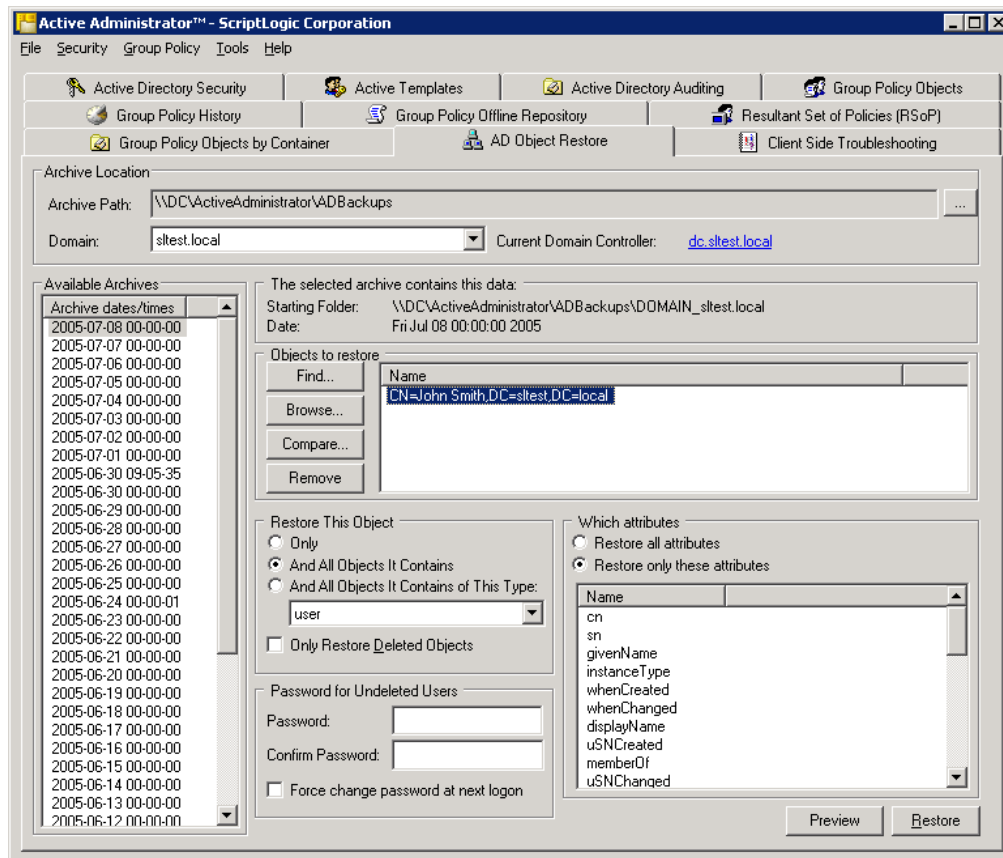 Active Administrator™ - ScriptLogic Corporation
File Security Group Policy Tools Help
Active Directory Security
Active Templates
Active Directory Auditing
Group Policy Objects
Group Policy History
Group Policy Offline Repository
Resultant Set of Policies (RSoP)
Group Policy Objects by Container
AD Object Restore
Client Side Troubleshooting
Archive Location
Archive Path: \\DC\ActiveAdministrator\ADBackups ...
Domain: sltest.local Current Domain Controller: dc.sltest.local
Available Archives
Archive dates/times
2005-07-08 00-00-00
2005-07-07 00-00-00
2005-07-06 00-00-00
2005-07-05 00-00-00
2005-07-04 00-00-00
2005-07-03 00-00-00
2005-07-02 00-00-00
2005-07-01 00-00-00
2005-06-30 09-05-35
2005-06-30 00-00-00
2005-06-29 00-00-00
2005-06-28 00-00-00
2005-06-27 00-00-00
2005-06-26 00-00-00
2005-06-25 00-00-00
2005-06-24 00-00-01
2005-06-23 00-00-00
2005-06-22 00-00-00
2005-06-21 00-00-00
2005-06-20 00-00-00
2005-06-19 00-00-00
2005-06-18 00-00-00
2005-06-17 00-00-00
2005-06-16 00-00-00
2005-06-15 00-00-00
2005-06-14 00-00-00
2005-06-13 00-00-00
2005-06-12 00-00-00
The selected archive contains this data:
Starting Folder: \\DC\ActiveAdministrator\ADBackups\DOMAIN_sltest.local
Date: Fri Jul 08 00:00:00 2005
Objects to restore
Find...
Browse...
Compare...
Remove
Name
CN=John Smith,DC=sltest,DC=local
Restore This Object
Only
And All Objects It Contains
And All Objects It Contains of This Type:
user
Only Restore Deleted Objects
Password for Undeleted Users
Password:
Confirm Password:
Force change password at next logon
Which attributes
Restore all attributes
Restore only these attributes
Name
cn
sn
givenName
instanceType
whenCreated
whenChanged
displayName
uSNCreated
memberOf
uSNChanged
Preview
Restore